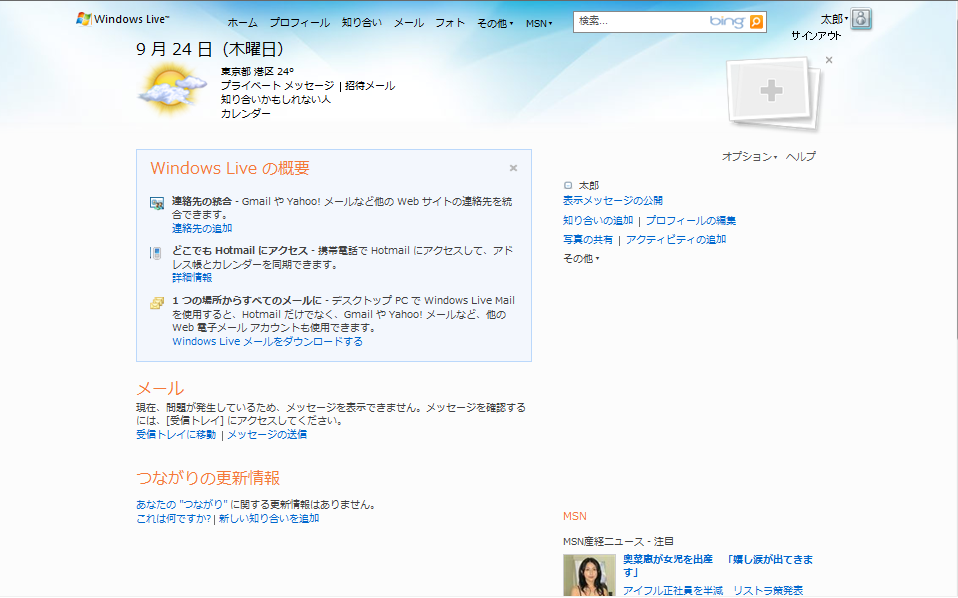 Windows Live™
ホーム プロフィール 知り合い メール フォト その他 MSN
検索...
bing
太郎
サインアウト
9 月 24 日 (木曜日)
東京都 港区 24°
プライベート メッセージ | 招待メール
知り合いかもしれない人
カレンダー
オプション ヘルプ
Windows Live の概要
連絡先の統合 - Gmail や Yahoo! メールなど他の Web サイトの連絡先を統
合できます。
連絡先の追加
どこでも Hotmail にアクセス - 携帯電話で Hotmail にアクセスして、アド
レス帳とカレンダーを同期できます。
詳細情報
1 つの場所からすべてのメールに - デスクトップ PC で Windows Live Mail
を使用すると、Hotmail だけでなく、Gmail や Yahoo! メールなど、他の
Web 電子メール アカウントも使用できます。
Windows Live メールをダウンロードする
太郎
表示メッセージの公開
知り合いの追加 | プロフィールの編集
写真の共有 | アクティビティの追加
その他
メール
現在、問題が発生しているため、メッセージを表示できません。メッセージを確認する
には、[受信トレイ] にアクセスしてください。
受信トレイに移動 | メッセージの送信
つながりの更新情報
あなたの "つながり" に関する更新情報はありません。
これは何ですか? | 新しい知り合いを追加
MSN
MSN産経ニュース - 注目
奥菜恵が女児を出産 「嬉し涙が出てきま
す」
アイフル正社員を半減 リストラ策発表